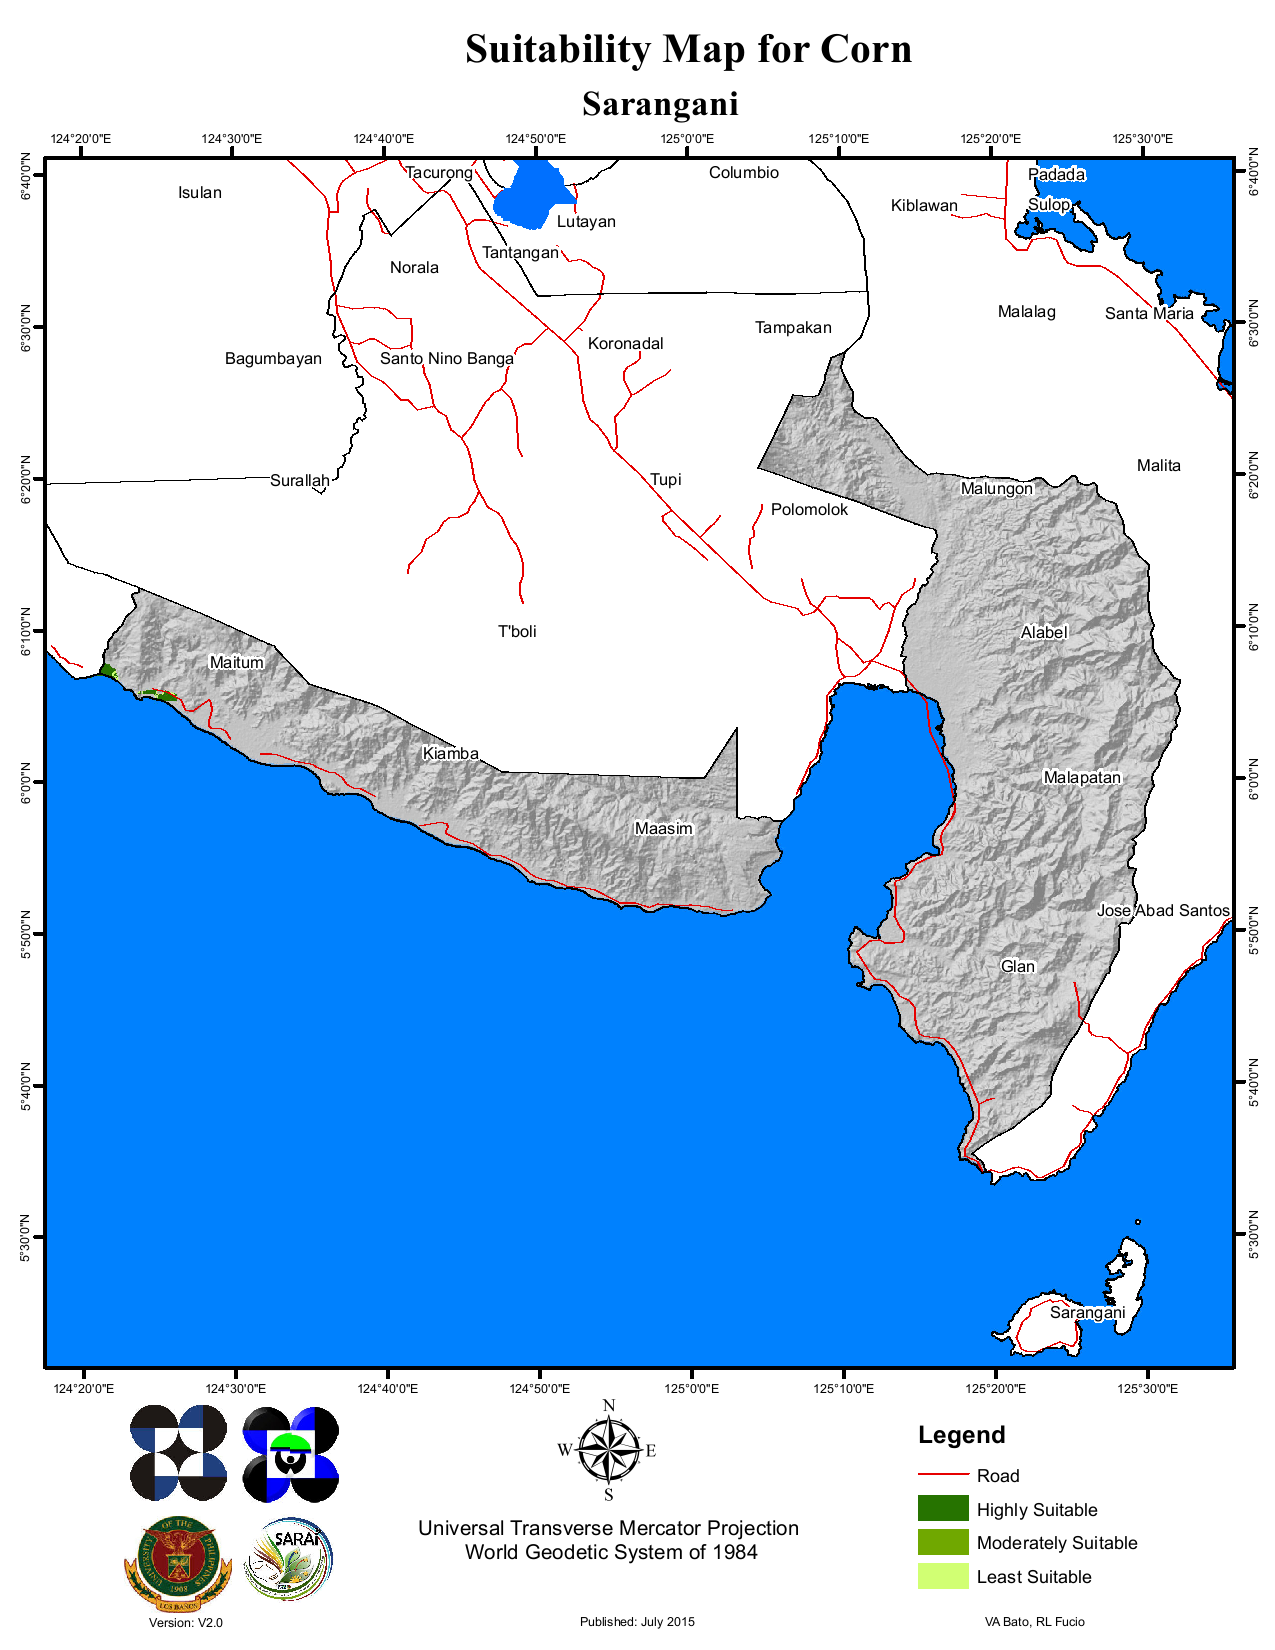 Suitability Map for Corn
Sarangani
124°20'0"E 124°30'0"E 124°40'0"E 124°50'0"E 125°0'0"E 125°10'0"E 125°20'0"E 125°30'0"E
6°40'0"N 6°40'0"N
Tacurong Columbio Padada
Isulan Kiblawan Sulop
Lutayan
Tantangan
Norala
6°30'0"N 6°30'0"N
Malalag Santa Maria
Tampakan
Koronadal
Bagumbayan Santo Nino Banga
Malita
6°20'0"N 6°20'0"N
Surallah Tupi Malungon
Polomolok
6°10'0"N 6°10'0"N
T'boli Alabel
Maitum
Kiamba
6°0'0"N 6°0'0"N
Malapatan
Maasim
Jose Abad Santos
5°50'0"N 5°50'0"N
Glan
5°40'0"N 5°40'0"N
5°30'0"N 5°30'0"N
Sarangani
124°20'0"E 124°30'0"E 124°40'0"E 124°50'0"E 125°0'0"E 125°10'0"E 125°20'0"E 125°30'0"E
N
W E
S
Universal Transverse Mercator Projection
World Geodetic System of 1984
Legend
Road
Highly Suitable
Moderately Suitable
Least Suitable
UNIVERSITY OF THE PHILIPPINES
1908
LOS BAÑOS
SARAI
Version: V2.0
Published: July 2015
VA Bato, RL Fucio